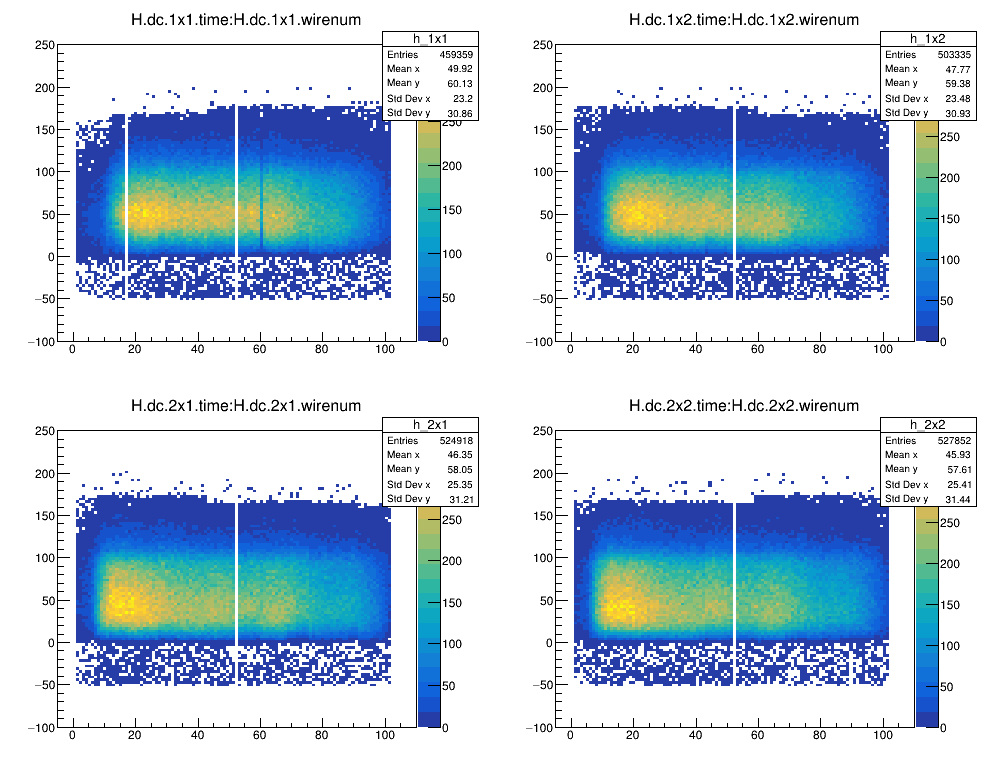 H.dc.1x1.time:H.dc.1x1.wirenum
h_1x1
Entries 459359
Mean x 49.92
Mean y 60.13
Std Dev x 23.2
Std Dev y 30.86
250
200
150
100
50
0
−50
−100
0 20 40 60 80 100
250
200
150
100
50
0
H.dc.1x2.time:H.dc.1x2.wirenum
h_1x2
Entries 503335
Mean x 47.77
Mean y 59.38
Std Dev x 23.48
Std Dev y 30.93
250
200
150
100
50
0
−50
−100
0 20 40 60 80 100
250
200
150
100
50
0
H.dc.2x1.time:H.dc.2x1.wirenum
h_2x1
Entries 524918
Mean x 46.35
Mean y 58.05
Std Dev x 25.35
Std Dev y 31.21
250
200
150
100
50
0
−50
−100
0 20 40 60 80 100
250
200
150
100
50
0
H.dc.2x2.time:H.dc.2x2.wirenum
h_2x2
Entries 527852
Mean x 45.93
Mean y 57.61
Std Dev x 25.41
Std Dev y 31.44
250
200
150
100
50
0
−50
−100
0 20 40 60 80 100
250
200
150
100
50
0